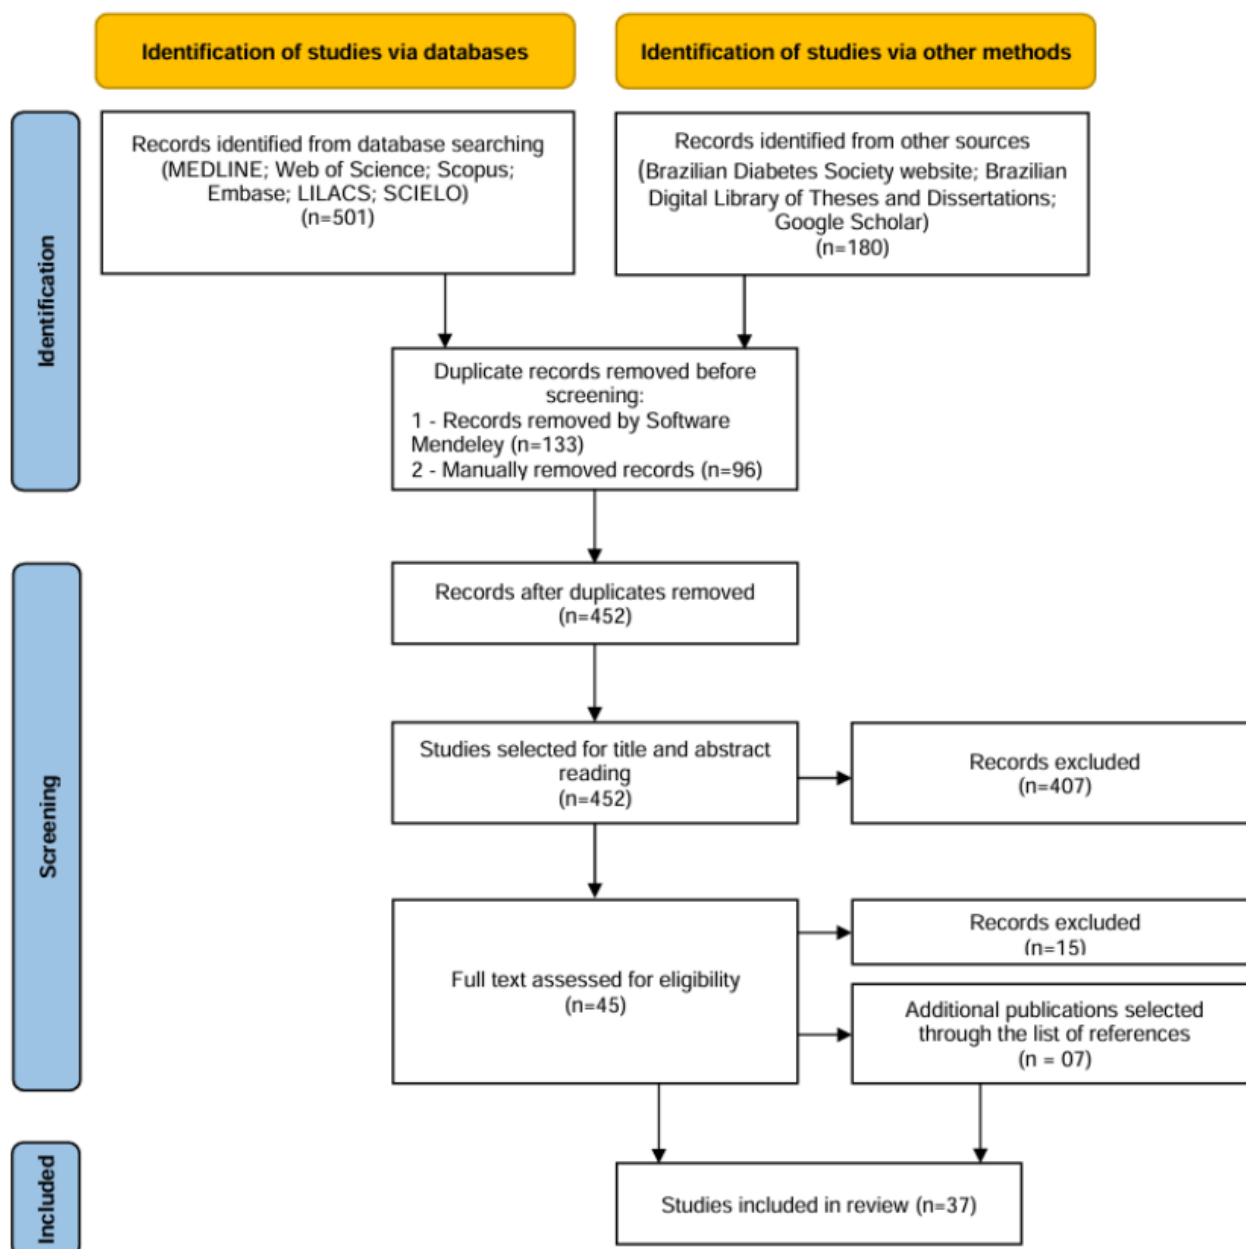 Identification of studies via databases
Identification of studies via other methods
Identification
Records identified from database searching
(MEDLINE; Web of Science; Scopus;
Embase; LILACS; SCIELO)
(n=501)
Records identified from other sources
(Brazilian Diabetes Society website; Brazilian
Digital Library of Theses and Dissertations;
Google Scholar)
(n=180)
Duplicate records removed before
screening:
1 - Records removed by Software
Mendeley (n=133)
2 - Manually removed records (n=96)
Screening
Records after duplicates removed
(n=452)
Studies selected for title and abstract
reading
(n=452)
Records excluded
(n=407)
Full text assessed for eligibility
(n=45)
Records excluded
(n=15)
Additional publications selected
through the list of references
(n = 07)
Included
Studies included in review (n=37)